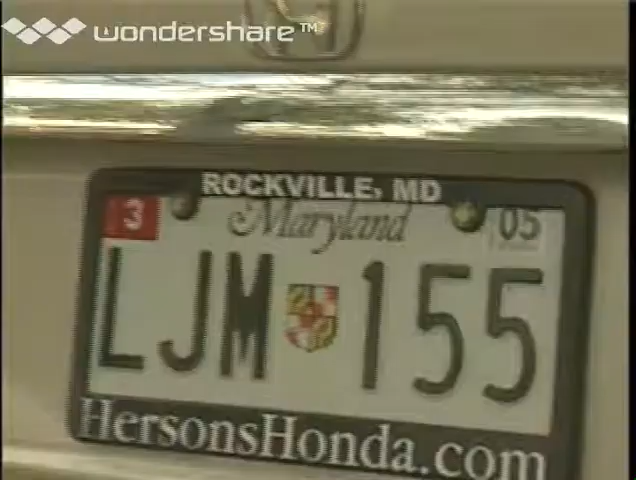 wondershare™
ROCKVILLE, MD
3 Maryland 05
LJM 155
HersonsHonda.com